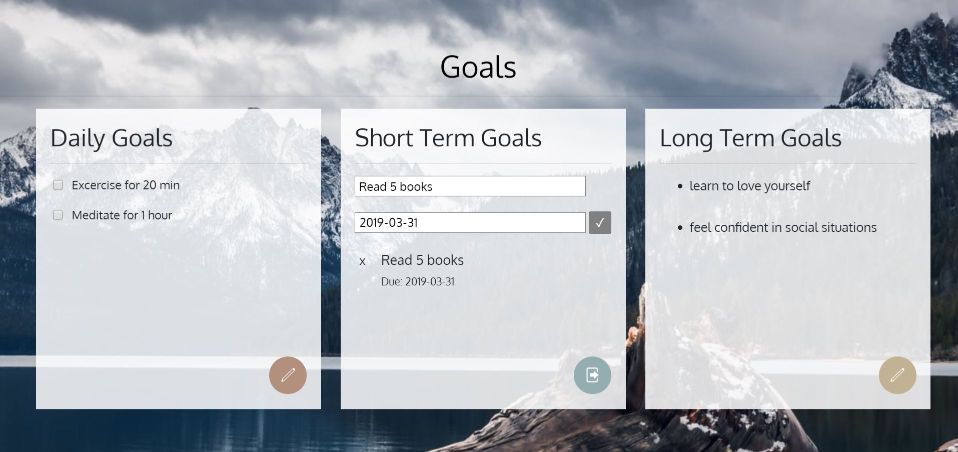 Goals
Daily Goals
Excercise for 20 min
Meditate for 1 hour
Short Term Goals
Read 5 books
2019-03-31 ✓
x Read 5 books
Due: 2019-03-31
Long Term Goals
• learn to love yourself
• feel confident in social situations